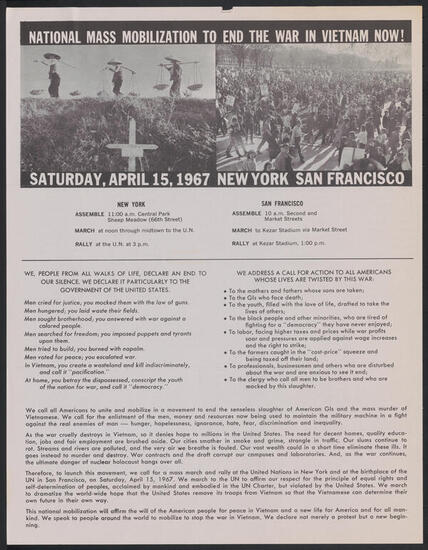 NATIONAL MASS MOBILIZATION TO END THE WAR IN VIETNAM NOW!
SATURDAY, APRIL 15, 1967 NEW YORK SAN FRANCISCO
NEW YORK
ASSEMBLE 11:00 a.m. Central Park
Sheep Meadow (66th Street)
MARCH at noon through midtown to the U.N.
RALLY at the U.N. at 3 p.m.
SAN FRANCISCO
ASSEMBLE 10 a.m. Second and
Market Streets
MARCH to Kezar Stadium via Market Street
RALLY at Kezar Stadium, 1:00 p.m.
WE, PEOPLE FROM ALL WALKS OF LIFE, DECLARE AN END TO
OUR SILENCE. WE DECLARE IT PARTICULARLY TO THE
GOVERNMENT OF THE UNITED STATES.
Men cried for justice, you mocked them with the law of guns.
Men hungered; you laid waste their fields.
Men sought brotherhood, you answered with war against a
colored people.
Men searched for freedom; you imposed puppets and tyrants
upon them.
Men tried to build, you burned with napalm.
Men voted for peace; you escalated war.
In Vietnam, you create a wasteland and kill indiscriminately,
and call it "pacification."
At home, you betray the dispossessed, conscript the youth
of the nation for war, and call it "democracy."
WE ADDRESS A CALL FOR ACTION TO ALL AMERICANS
WHOSE LIVES ARE TWISTED BY THIS WAR:
• To the mothers and fathers whose sons are taken;
• To the GIs who face death;
• To the youth, filled with the love of life, drafted to take the
lives of others;
• To the black people and other minorities, who are tired of
fighting for a "democracy" they have never enjoyed;
• To labor, facing higher taxes and prices while war profits
soar and pressures are applied against wage increases
and the right to strike;
• To the farmers caught in the "cost-price" squeeze and
being taxed off their land;
• To professionals, businessmen and others who are disturbed
about the war and are anxious to see it end;
• To the clergy who call all men to be brothers and who are
mocked by this slaughter.
We call all Americans to unite and mobilize in a movement to end the senseless slaughter of American GIs and the mass murder of
Vietnamese. We call for the enlistment of the men, money and resources now being used to maintain the military machine in a fight
against the real enemies of man — hunger, hopelessness, ignorance, hate, fear, discrimination and inequality.
As the war cruelly destroys in Vietnam, so it denies hope to millions in the United States. The need for decent homes, quality educa-
tion, jobs and fair employment are brushed aside. Our cities smother in smoke and grime, strangle in traffic. Our slums continue to
rot. Streams and rivers are polluted, and the very air we breathe is fouled. Our vast wealth could in a short time eliminate these ills. It
goes instead to murder and destroy. War contracts and the draft corrupt our campuses and laboratories. And, as the war continues,
the ultimate danger of nuclear holocaust hangs over all.
Therefore, to launch this movement, we call for a mass march and rally at the United Nations in New York and at the birthplace of the
UN in San Francisco, on Saturday, April 15, 1967. We march to the UN to affirm our respect for the principle of equal rights and
self-determination of peoples, acclaimed by mankind and embodied in the UN Charter, but violated by the United States. We march
to dramatize the world-wide hope that the United States remove its troops from Vietnam so that the Vietnamese can determine their
own future in their own way.
This national mobilization will affirm the will of the American people for peace in Vietnam and a new life for America and for all man-
kind. We speak to people around the world to mobilize to stop the war in Vietnam. We declare not merely a protest but a new begin-
ning.